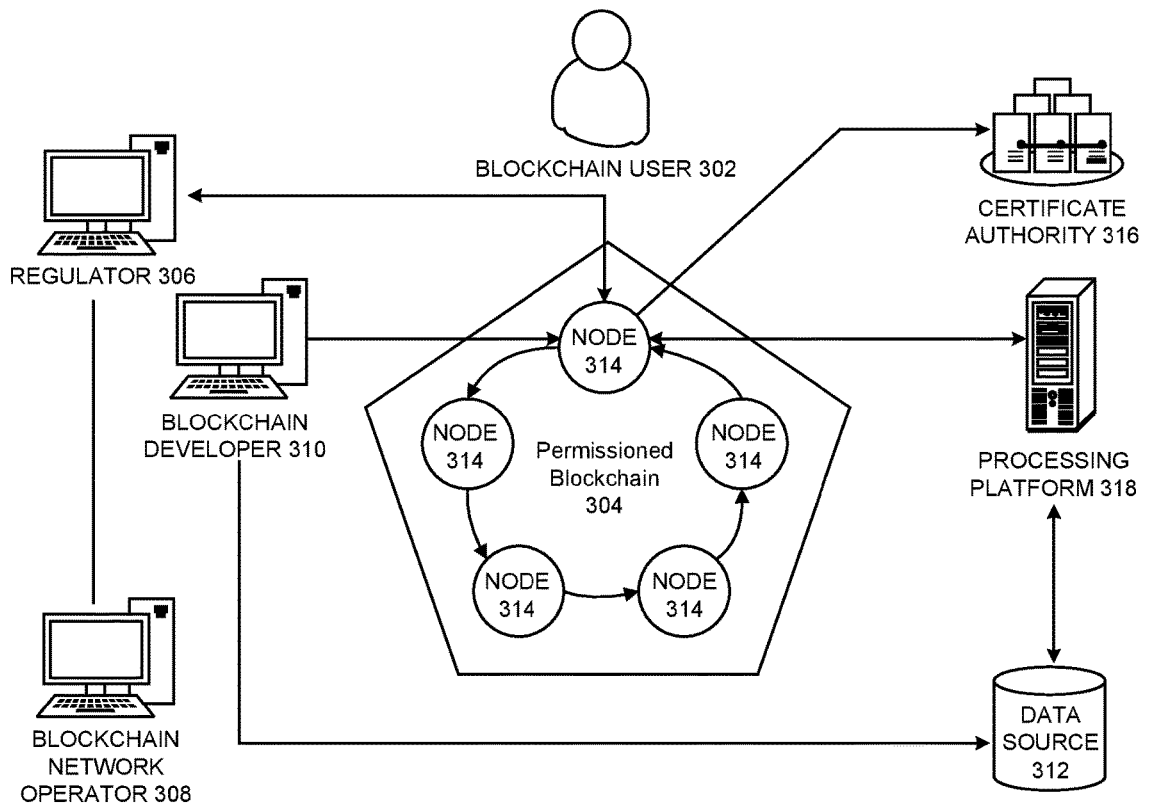 BLOCKCHAIN USER 302
CERTIFICATE
AUTHORITY 316
REGULATOR 306
BLOCKCHAIN
DEVELOPER 310
NODE
314
NODE
314
Permissioned
Blockchain
304
NODE
314
PROCESSING
PLATFORM 318
NODE
314
NODE
314
BLOCKCHAIN
NETWORK
OPERATOR 308
DATA
SOURCE
312